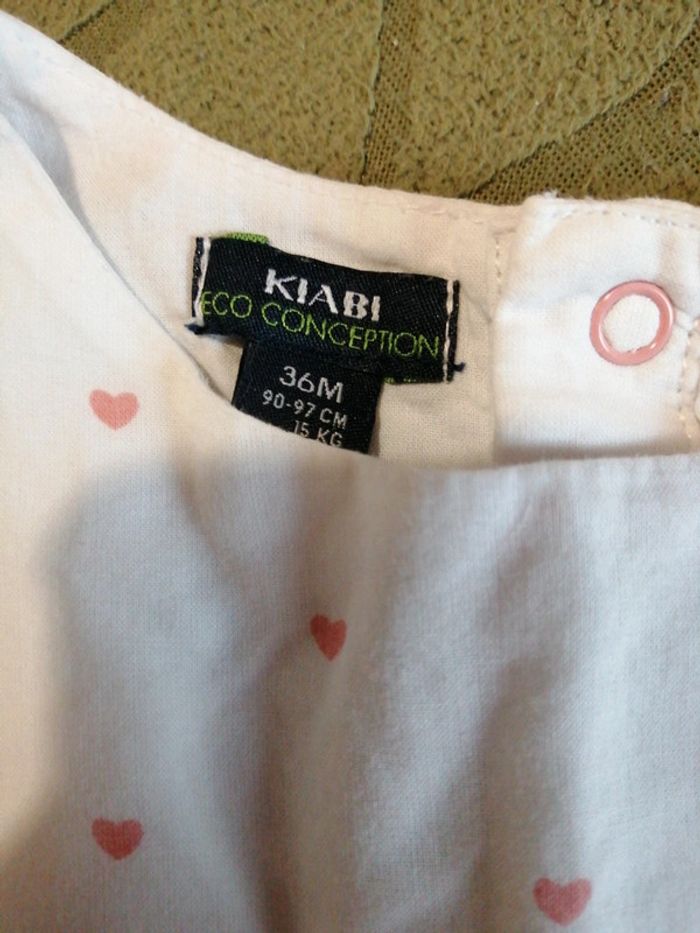 KIABI
ECO CONCEPTION
36M
90-97 CM
15 KG